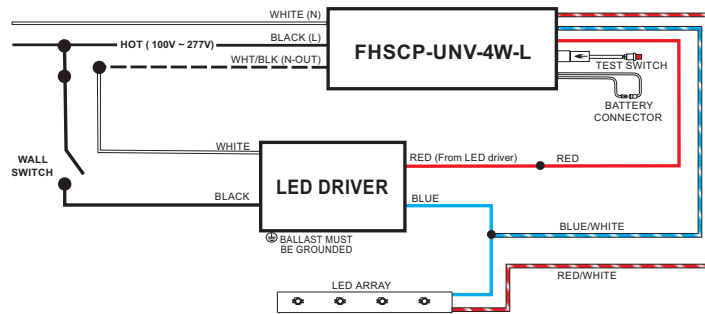 WHITE (N)
BLACK (L)
HOT ( 100V ~ 277V)
WHT/BLK (N-OUT)
FHSCP-UNV-4W-L
TEST SWITCH
BATTERY
CONNECTOR
WALL
SWITCH
WHITE
BLACK
LED DRIVER
RED (From LED driver)
RED
BLUE
BLUE/WHITE
BALLAST MUST
BE GROUNDED
RED/WHITE
LED ARRAY